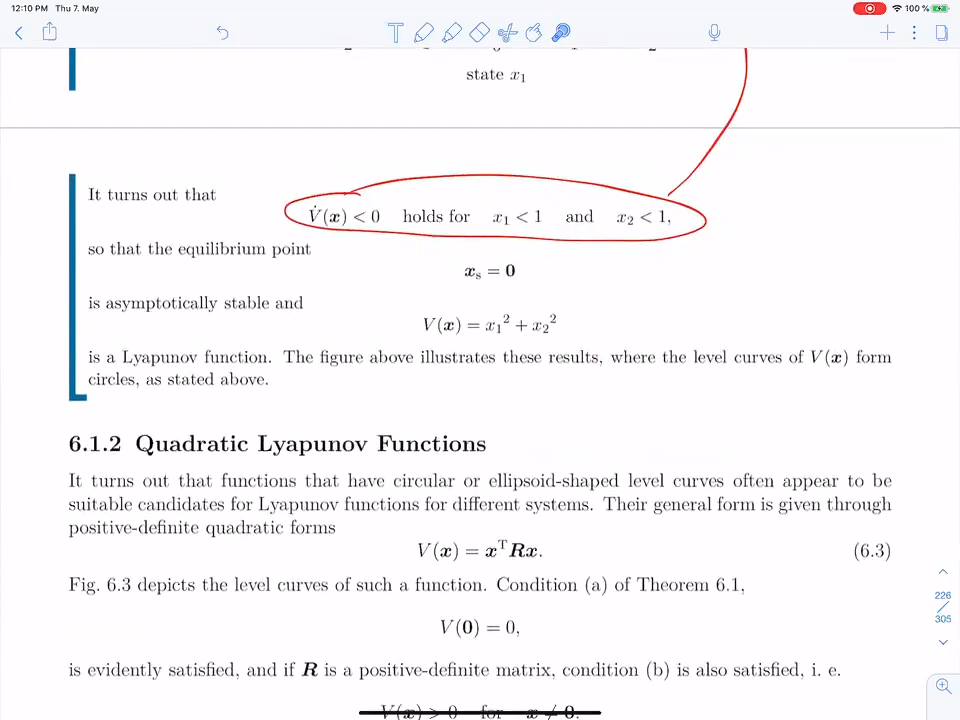 12:10 PM Thu 7. May
100 %
state x₁
It turns out that
V̇(x) < 0 holds for x₁ < 1 and x₂ < 1,
so that the equilibrium point
xₛ = 0
is asymptotically stable and
V(x) = x₁² + x₂²
is a Lyapunov function. The figure above illustrates these results, where the level curves of V(x) form
circles, as stated above.
6.1.2 Quadratic Lyapunov Functions
It turns out that functions that have circular or ellipsoid-shaped level curves often appear to be
suitable candidates for Lyapunov functions for different systems. Their general form is given through
positive-definite quadratic forms
V(x) = xᵀRx. (6.3)
Fig. 6.3 depicts the level curves of such a function. Condition (a) of Theorem 6.1,
V(0) = 0,
is evidently satisfied, and if R is a positive-definite matrix, condition (b) is also satisfied, i. e.
V(x) > 0 for x ≠ 0.
226
305